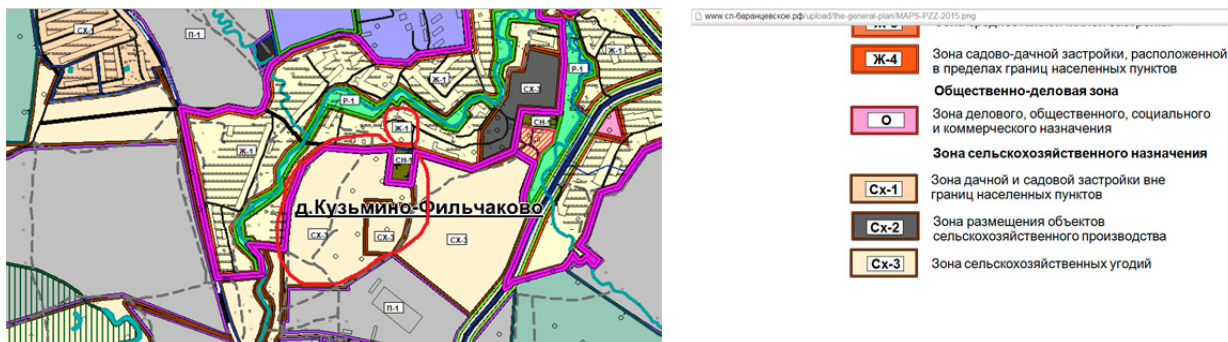 СХ-1
П-1
Ж-1
Ж-1
Р-1
СХ-2
Р-1
Ж-1
СН-1
О
Ж-1
СН-1
д.Кузьмино-Фильчаково
СХ-3
СХ-3
СХ-3
П-1
www.сп-баранцевское.рф/upload/the-general-plan/MAPS-PZZ-2015.png
Ж-4
Зона садово-дачной застройки, расположенной
в пределах границ населенных пунктов
Общественно-деловая зона
О
Зона делового, общественного, социального
и коммерческого назначения
Зона сельскохозяйственного назначения
Сх-1
Зона дачной и садовой застройки вне
границ населенных пунктов
Сх-2
Зона размещения объектов
сельскохозяйственного производства
Сх-3
Зона сельскохозяйственных угодий